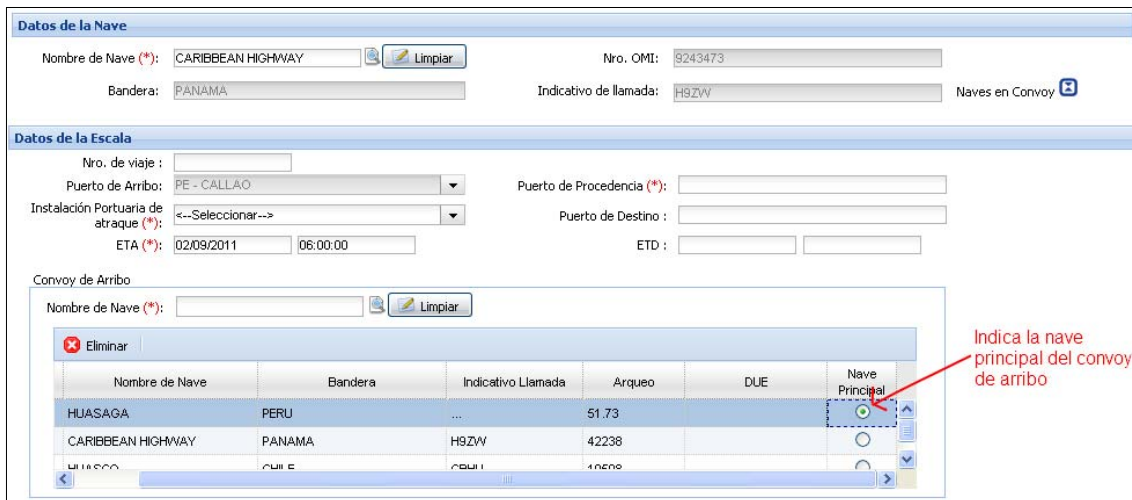 Datos de la Nave
Nombre de Nave (*): CARIBBEAN HIGHWAY Limpiar Nro. OMI: 9243473
Bandera: PANAMA Indicativo de llamada: H9ZW Naves en Convoy
Datos de la Escala
Nro. de viaje :
Puerto de Arribo: PE - CALLAO Puerto de Procedencia (*):
Instalación Portuaria de
atraque (*): <--Seleccionar--> Puerto de Destino :
ETA (*): 02/09/2011 06:00:00 ETD :
Convoy de Arribo
Nombre de Nave (*): Limpiar
Eliminar
Nombre de Nave Bandera Indicativo Llamada Arqueo DUE Nave
Principal
HUASAGA PERU ... 51.73
CARIBBEAN HIGHWAY PANAMA H9ZW 42238
HUASCO CHILE
Indica la nave
principal del convoy
de arribo